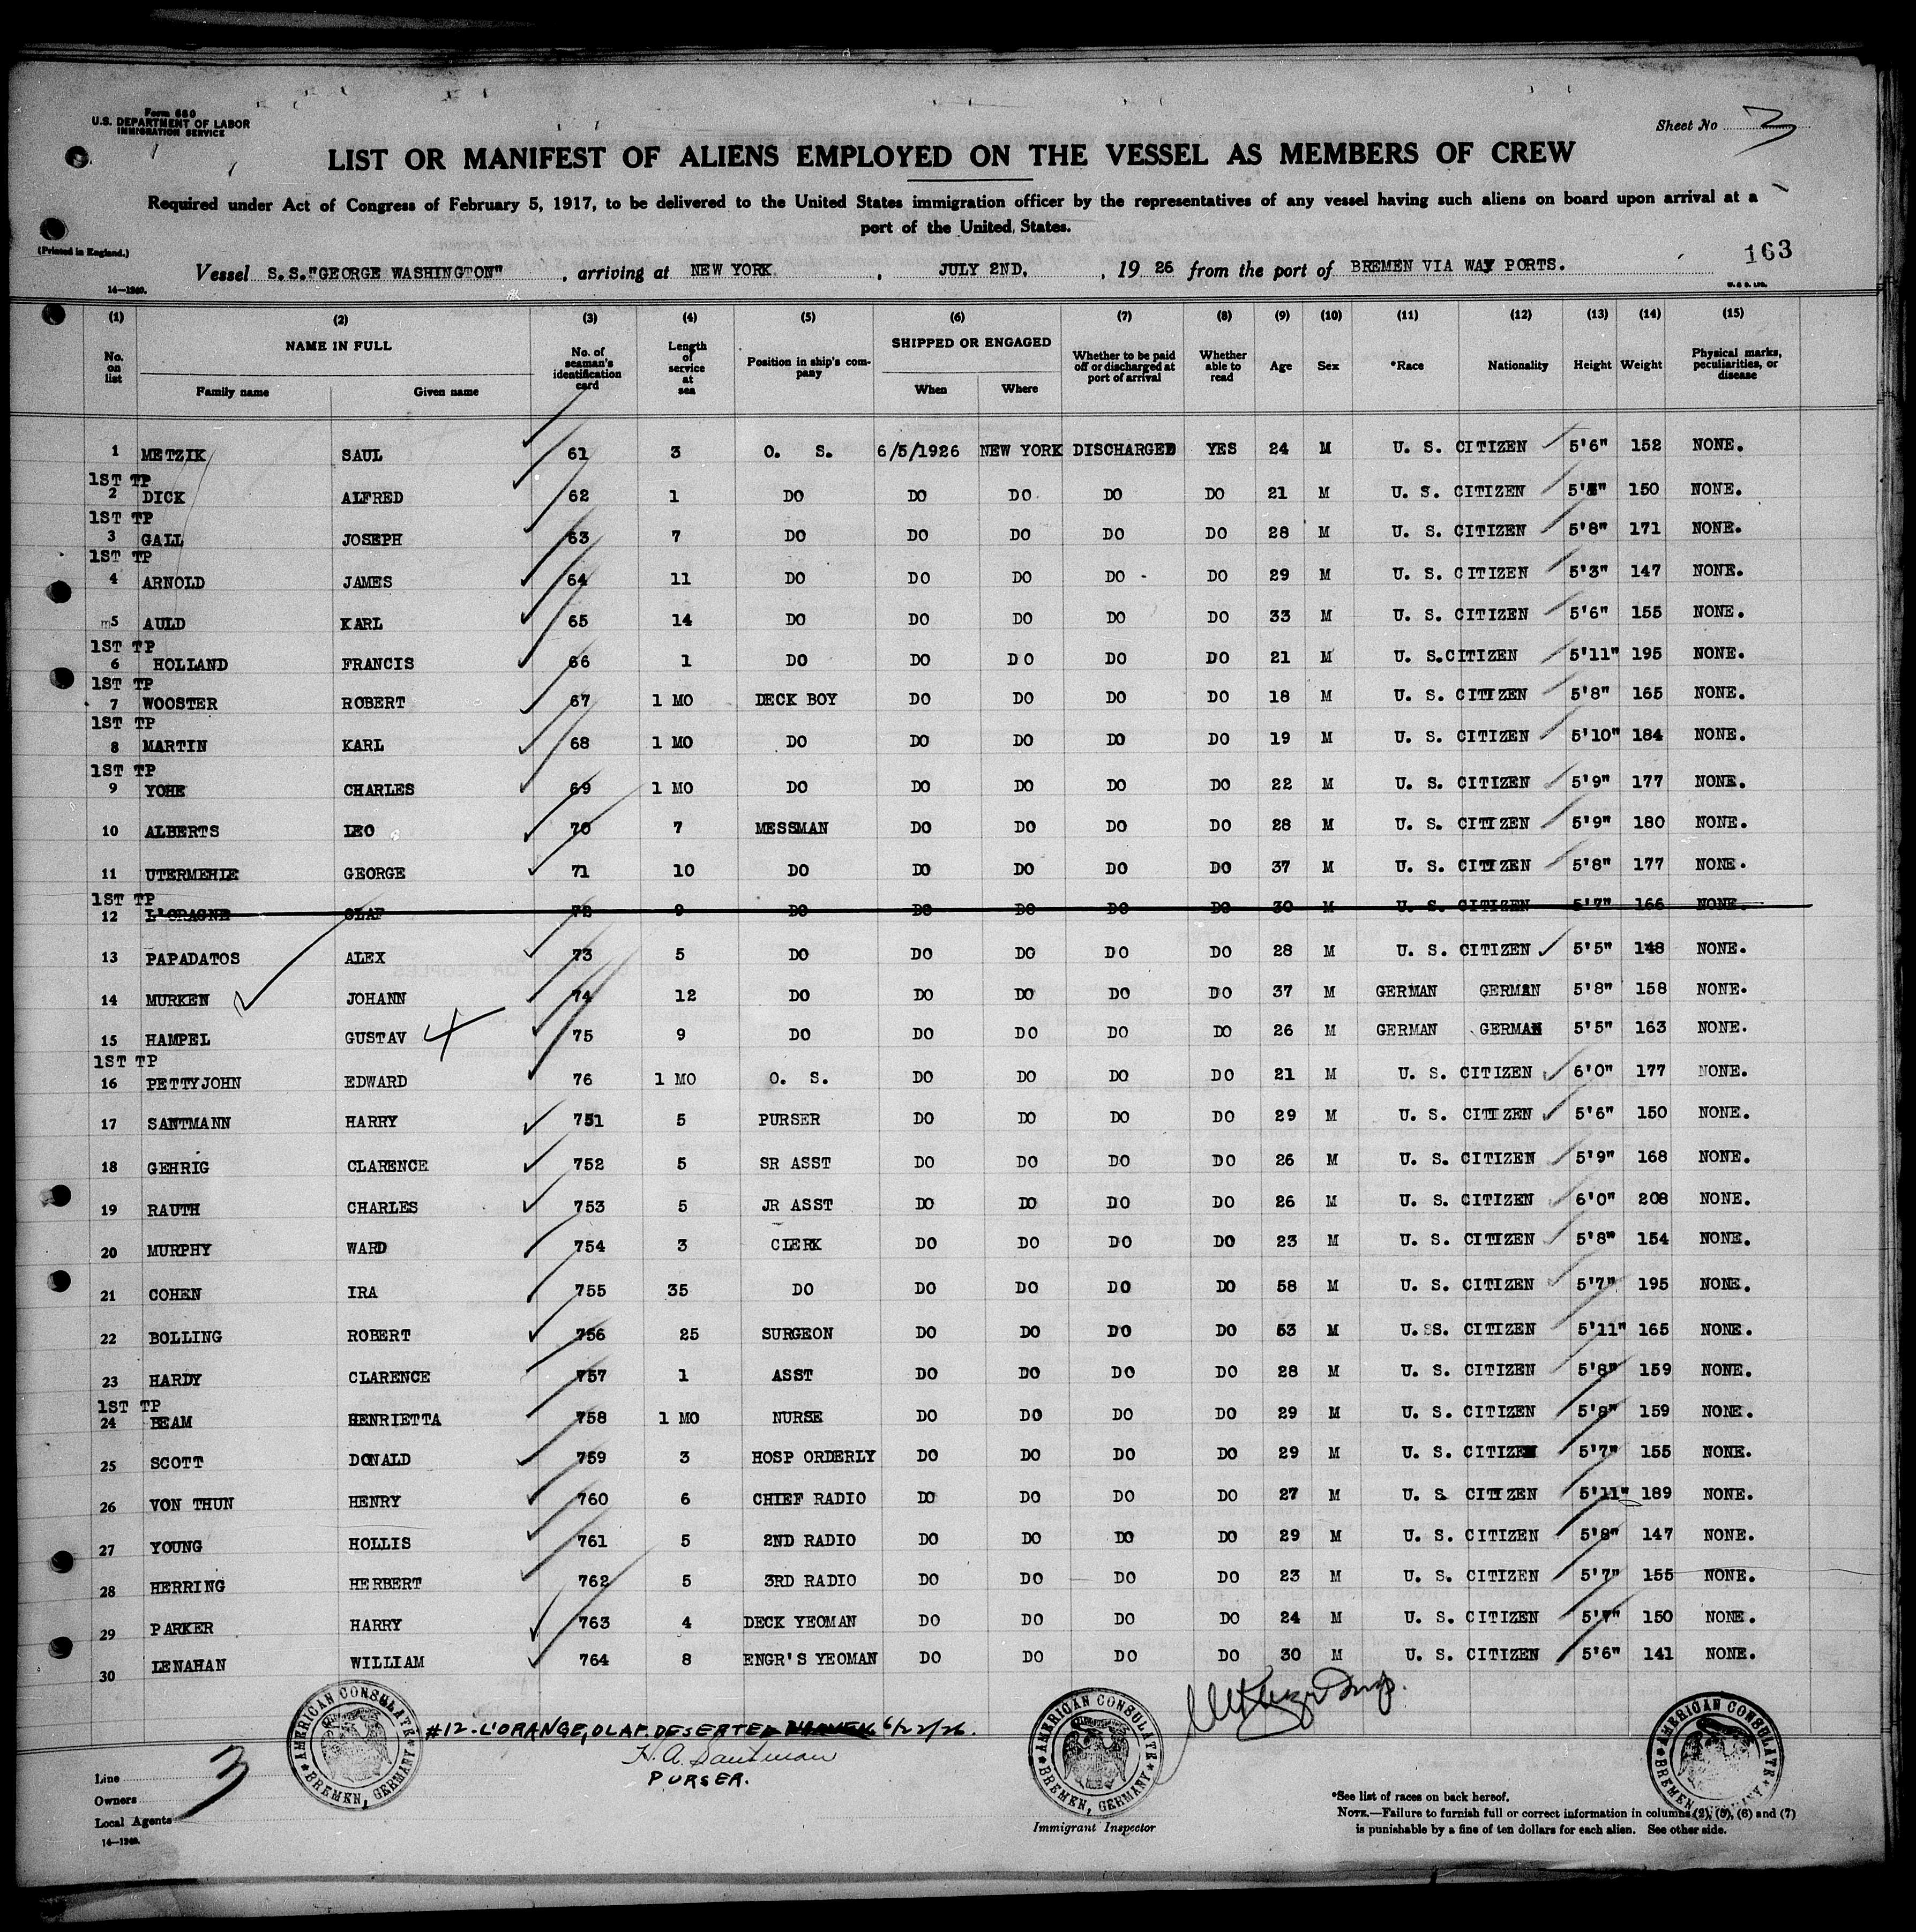 Form 680
U.S. DEPARTMENT OF LABOR
IMMIGRATION SERVICE
Sheet No 3
LIST OR MANIFEST OF ALIENS EMPLOYED ON THE VESSEL AS MEMBERS OF CREW
Required under Act of Congress of February 5, 1917, to be delivered to the United States immigration officer by the representatives of any vessel having such aliens on board upon arrival at a
port of the United States.
(Printed in England.)
163
Vessel S.S."GEORGE WASHINGTON", arriving at NEW YORK, JULY 2ND, 1926 from the port of BREMEN VIA WAY PORTS.
14—1240.
(1) (2) (3) (4) (5) (6) (7) (8) (9) (10) (11) (12) (13) (14) (15)
No. on list
NAME IN FULL
Family name Given name
No. of seaman's identification card
Length of service at sea
Position in ship's company
SHIPPED OR ENGAGED
When Where
Whether to be paid off or discharged at port of arrival
Whether able to read
Age
Sex
*Race
Nationality
Height
Weight
Physical marks, peculiarities, or disease
1 METZIK SAUL 61 3 O. S. 6/5/1926 NEW YORK DISCHARGED YES 24 M U. S. CITIZEN 5'6" 152 NONE.
1ST TP
2 DICK ALFRED 62 1 DO DO DO DO DO 21 M U. S. CITIZEN 150 NONE.
1ST TP
3 GALL JOSEPH 63 7 DO DO DO DO DO 28 M U. S. CITIZEN 5'8" 171 NONE.
1ST TP
4 ARNOLD JAMES 64 11 DO DO DO DO DO 29 M U. S. CITIZEN 5'3" 147 NONE.
5 AULD KARL 65 14 DO DO DO DO DO 33 M U. S. CITIZEN 5'6" 155 NONE.
1ST TP
6 HOLLAND FRANCIS 66 1 DO DO DO DO DO 21 M U. S.CITIZEN 5'11" 195 NONE.
1ST TP
7 WOOSTER ROBERT 67 1 MO DECK BOY DO DO DO DO 18 M U. S. CITIZEN 5'8" 165 NONE.
1ST TP
8 MARTIN KARL 68 1 MO DO DO DO DO DO 19 M U. S. CITIZEN 5'10" 184 NONE.
1ST TP
9 YOHE CHARLES 69 1 MO DO DO DO DO DO 22 M U. S. CITIZEN 5'9" 177 NONE.
10 ALBERTS LEO 70 7 MESSMAN DO DO DO DO 28 M U. S. CITIZEN 5'9" 180 NONE.
11 UTERMEHLE GEORGE 71 10 DO DO DO DO DO 37 M U. S. CITIZEN 5'8" 177 NONE.
1ST TP
12 L'ORAGNE OLAF 72 9 DO DO DO DO DO 30 M U. S. CITIZEN 5'7" 166 NONE.
13 PAPADATOS ALEX 73 5 DO DO DO DO DO 28 M U. S. CITIZEN 5'5" 148 NONE.
14 MURKEN JOHANN 74 12 DO DO DO DO DO 37 M GERMAN GERMAN 5'8" 158 NONE.
15 HAMPEL GUSTAV 75 9 DO DO DO DO DO 26 M GERMAN GERMAN 5'5" 163 NONE.
1ST TP
16 PETTYJOHN EDWARD 76 1 MO O. S. DO DO DO DO 21 M U. S. CITIZEN 6'0" 177 NONE.
17 SANTMANN HARRY 751 5 PURSER DO DO DO DO 29 M U. S. CITIZEN 5'6" 150 NONE.
18 GEHRIG CLARENCE 752 5 SR ASST DO DO DO DO 26 M U. S. CITIZEN 5'9" 168 NONE.
19 RAUTH CHARLES 753 5 JR ASST DO DO DO DO 26 M U. S. CITIZEN 6'0" 208 NONE.
20 MURPHY WARD 754 3 CLERK DO DO DO DO 23 M U. S. CITIZEN 5'8" 154 NONE.
21 COHEN IRA 755 35 DO DO DO DO DO 58 M U. S. CITIZEN 5'7" 195 NONE.
22 BOLLING ROBERT 756 25 SURGEON DO DO DO DO 53 M U. SS. CITIZEN 5'11" 165 NONE.
23 HARDY CLARENCE 757 1 ASST DO DO DO DO 28 M U. S. CITIZEN 5'8" 159 NONE.
1ST TP
24 BEAM HENRIETTA 758 1 MO NURSE DO DO DO DO 29 M U. S. CITIZEN 5'8" 159 NONE.
25 SCOTT DONALD 759 3 HOSP ORDERLY DO DO DO DO 29 M U. S. CITIZEN 5'7" 155 NONE.
26 VON THUN HENRY 760 6 CHIEF RADIO DO DO DO DO 27 M U. S CITIZEN 5'11" 189 NONE.
27 YOUNG HOLLIS 761 5 2ND RADIO DO DO DO DO 29 M U. S. CITIZEN 5'8" 147 NONE.
28 HERRING HERBERT 762 5 3RD RADIO DO DO DO DO 23 M U. S. CITIZEN 5'7" 155 NONE.
29 PARKER HARRY 763 4 DECK YEOMAN DO DO DO DO 24 M U. S. CITIZEN 5'7" 150 NONE.
30 LENAHAN WILLIAM 764 8 ENGR'S YEOMAN DO DO DO DO 30 M U. S. CITIZEN 5'6" 141 NONE.
AMERICAN CONSULATE BREMEN, GERMANY
#12-L'ORANGE, OLAF. DESERTED 6/22/26.
H. A. Santmann
PURSER.
AMERICAN CONSULATE BREMEN, GERMANY
AMERICAN CONSULATE BREMEN, GERMANY
Line
Owners
Local Agents
3
14—1240.
Immigrant Inspector
*See list of races on back hereof.
NOTE.—Failure to furnish full or correct information in columns (2), (5), (6) and (7)
is punishable by a fine of ten dollars for each alien. See other side.